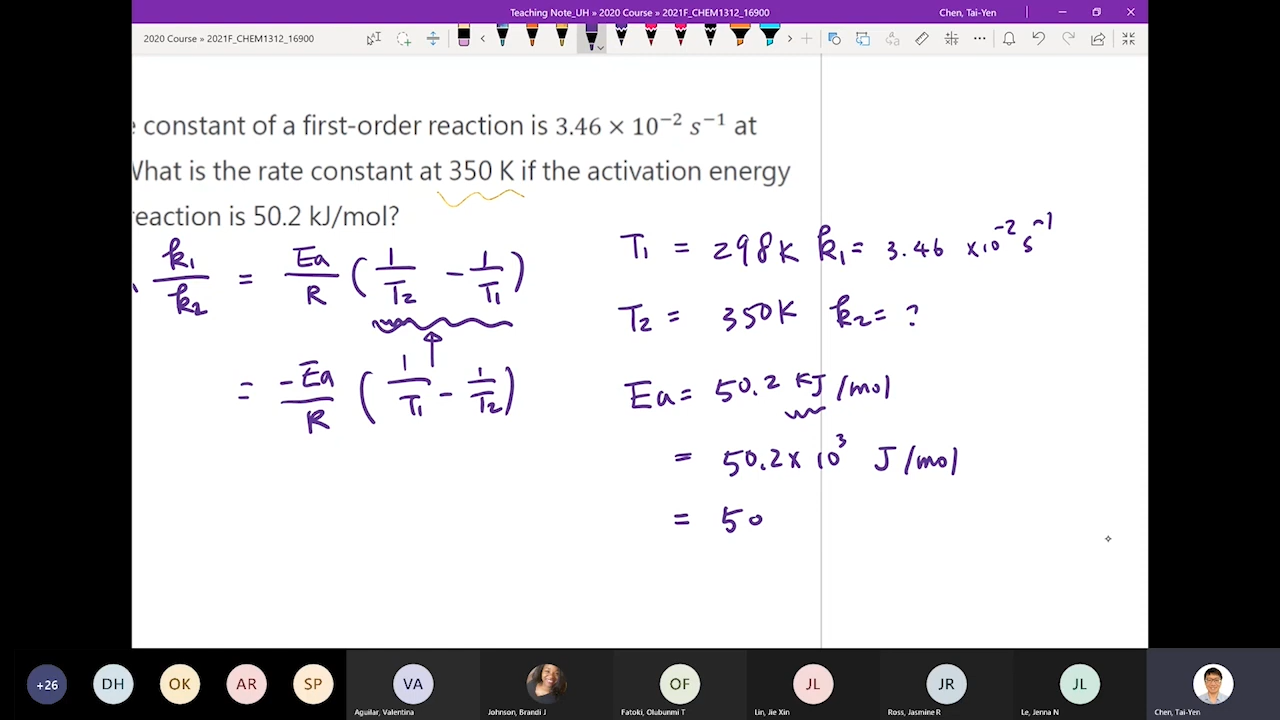 Teaching Note_UH » 2020 Course » 2021F_CHEM1312_16900
Chen, Tai-Yen
2020 Course » 2021F_CHEM1312_16900
e constant of a first-order reaction is 3.46 × 10⁻² s⁻¹ at
What is the rate constant at 350 K if the activation energy
reaction is 50.2 kJ/mol?
k₁/k₂ = Ea/R (1/T₂ - 1/T₁)
= -Ea/R (1/T₁ - 1/T₂)
T₁ = 298K k₁ = 3.46 ×10⁻² s⁻¹
T₂ = 350K k₂ = ?
Ea = 50.2 KJ/mol
= 50.2 × 10³ J/mol
= 50
+26
DH
OK
AR
SP
VA
OF
JL
JR
JL
Aguilar, Valentina
Johnson, Brandi J
Fatoki, Olubunmi T
Lin, Jie Xin
Ross, Jasmine R
Le, Jenna N
Chen, Tai-Yen